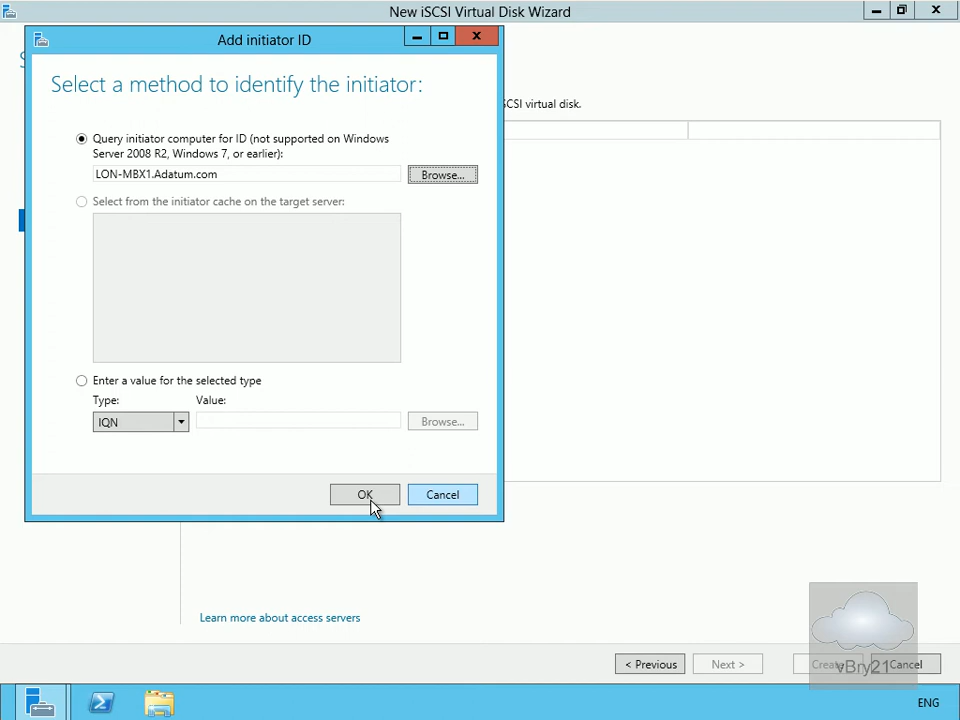 New iSCSI Virtual Disk Wizard
Add initiator ID
Select a method to identify the initiator:
SCSI virtual disk.
Query initiator computer for ID (not supported on Windows
Server 2008 R2, Windows 7, or earlier):
LON-MBX1.Adatum.com
Browse...
Select from the initiator cache on the target server:
Enter a value for the selected type
Type:
Value:
IQN
Browse...
OK
Cancel
Learn more about access servers
< Previous
Next >
Create
Cancel
vBry21
ENG